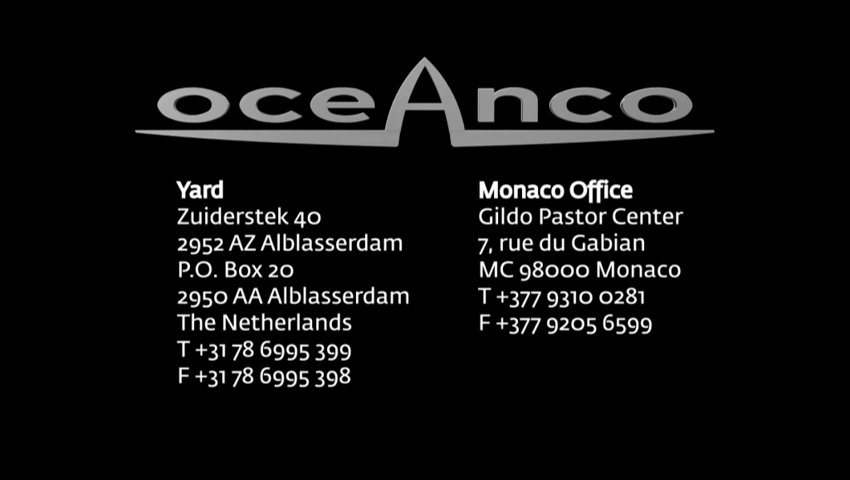 oceAnco
Yard
Zuiderstek 40
2952 AZ Alblasserdam
P.O. Box 20
2950 AA Alblasserdam
The Netherlands
T +31 78 6995 399
F +31 78 6995 398
Monaco Office
Gildo Pastor Center
7, rue du Gabian
MC 98000 Monaco
T +377 9310 0281
F +377 9205 6599